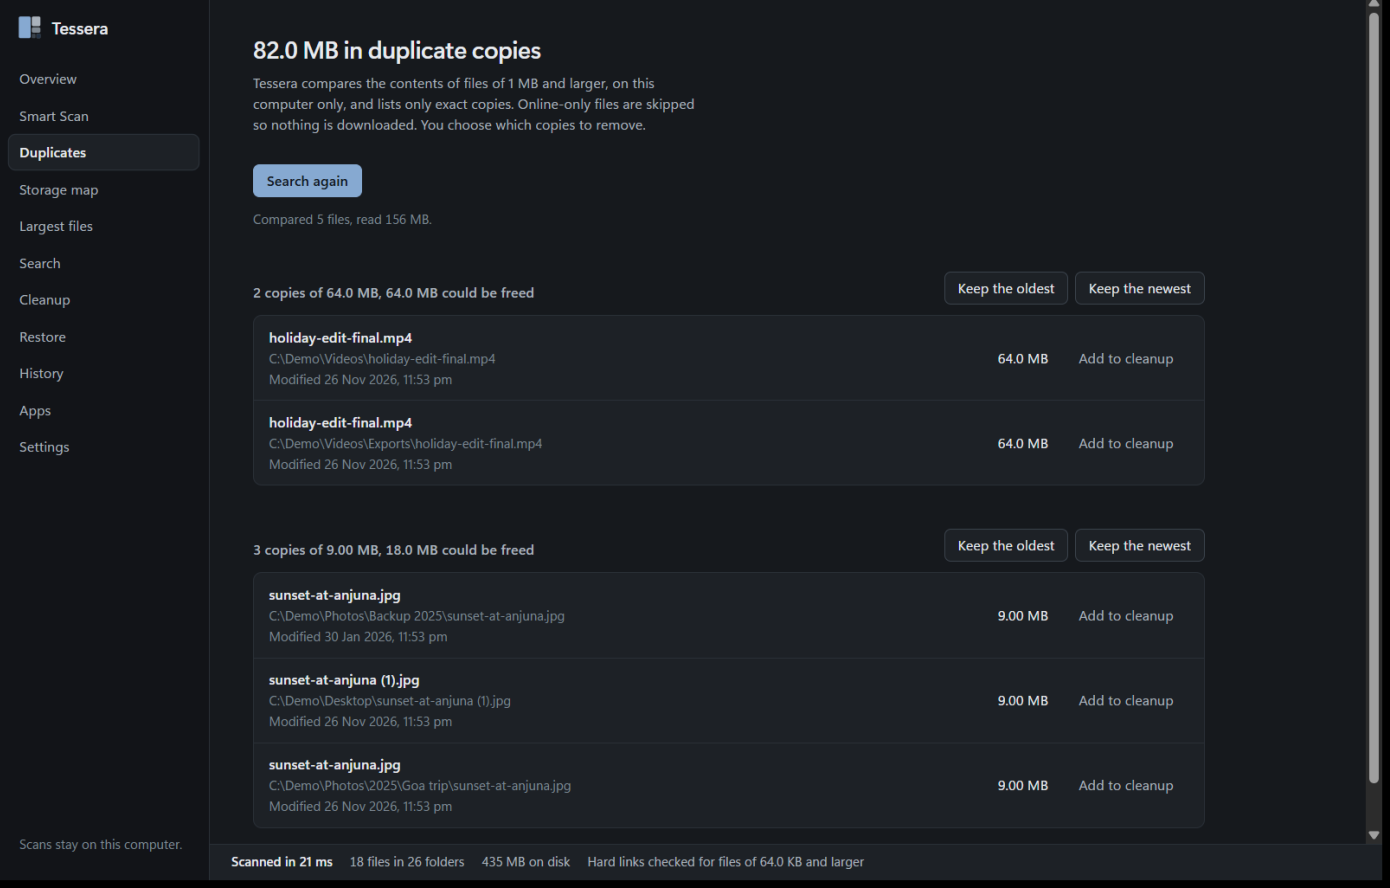 Tessera
Overview
Smart Scan
Duplicates
Storage map
Largest files
Search
Cleanup
Restore
History
Apps
Settings
Scans stay on this computer.
82.0 MB in duplicate copies
Tessera compares the contents of files of 1 MB and larger, on this
computer only, and lists only exact copies. Online-only files are skipped
so nothing is downloaded. You choose which copies to remove.
Search again
Compared 5 files, read 156 MB.
2 copies of 64.0 MB, 64.0 MB could be freed
Keep the oldest
Keep the newest
holiday-edit-final.mp4
C:\Demo\Videos\holiday-edit-final.mp4
Modified 26 Nov 2026, 11:53 pm
64.0 MB
Add to cleanup
holiday-edit-final.mp4
C:\Demo\Videos\Exports\holiday-edit-final.mp4
Modified 26 Nov 2026, 11:53 pm
64.0 MB
Add to cleanup
3 copies of 9.00 MB, 18.0 MB could be freed
Keep the oldest
Keep the newest
sunset-at-anjuna.jpg
C:\Demo\Photos\Backup 2025\sunset-at-anjuna.jpg
Modified 30 Jan 2026, 11:53 pm
9.00 MB
Add to cleanup
sunset-at-anjuna (1).jpg
C:\Demo\Desktop\sunset-at-anjuna (1).jpg
Modified 26 Nov 2026, 11:53 pm
9.00 MB
Add to cleanup
sunset-at-anjuna.jpg
C:\Demo\Photos\2025\Goa trip\sunset-at-anjuna.jpg
Modified 26 Nov 2026, 11:53 pm
9.00 MB
Add to cleanup
Scanned in 21 ms
18 files in 26 folders
435 MB on disk
Hard links checked for files of 64.0 KB and larger